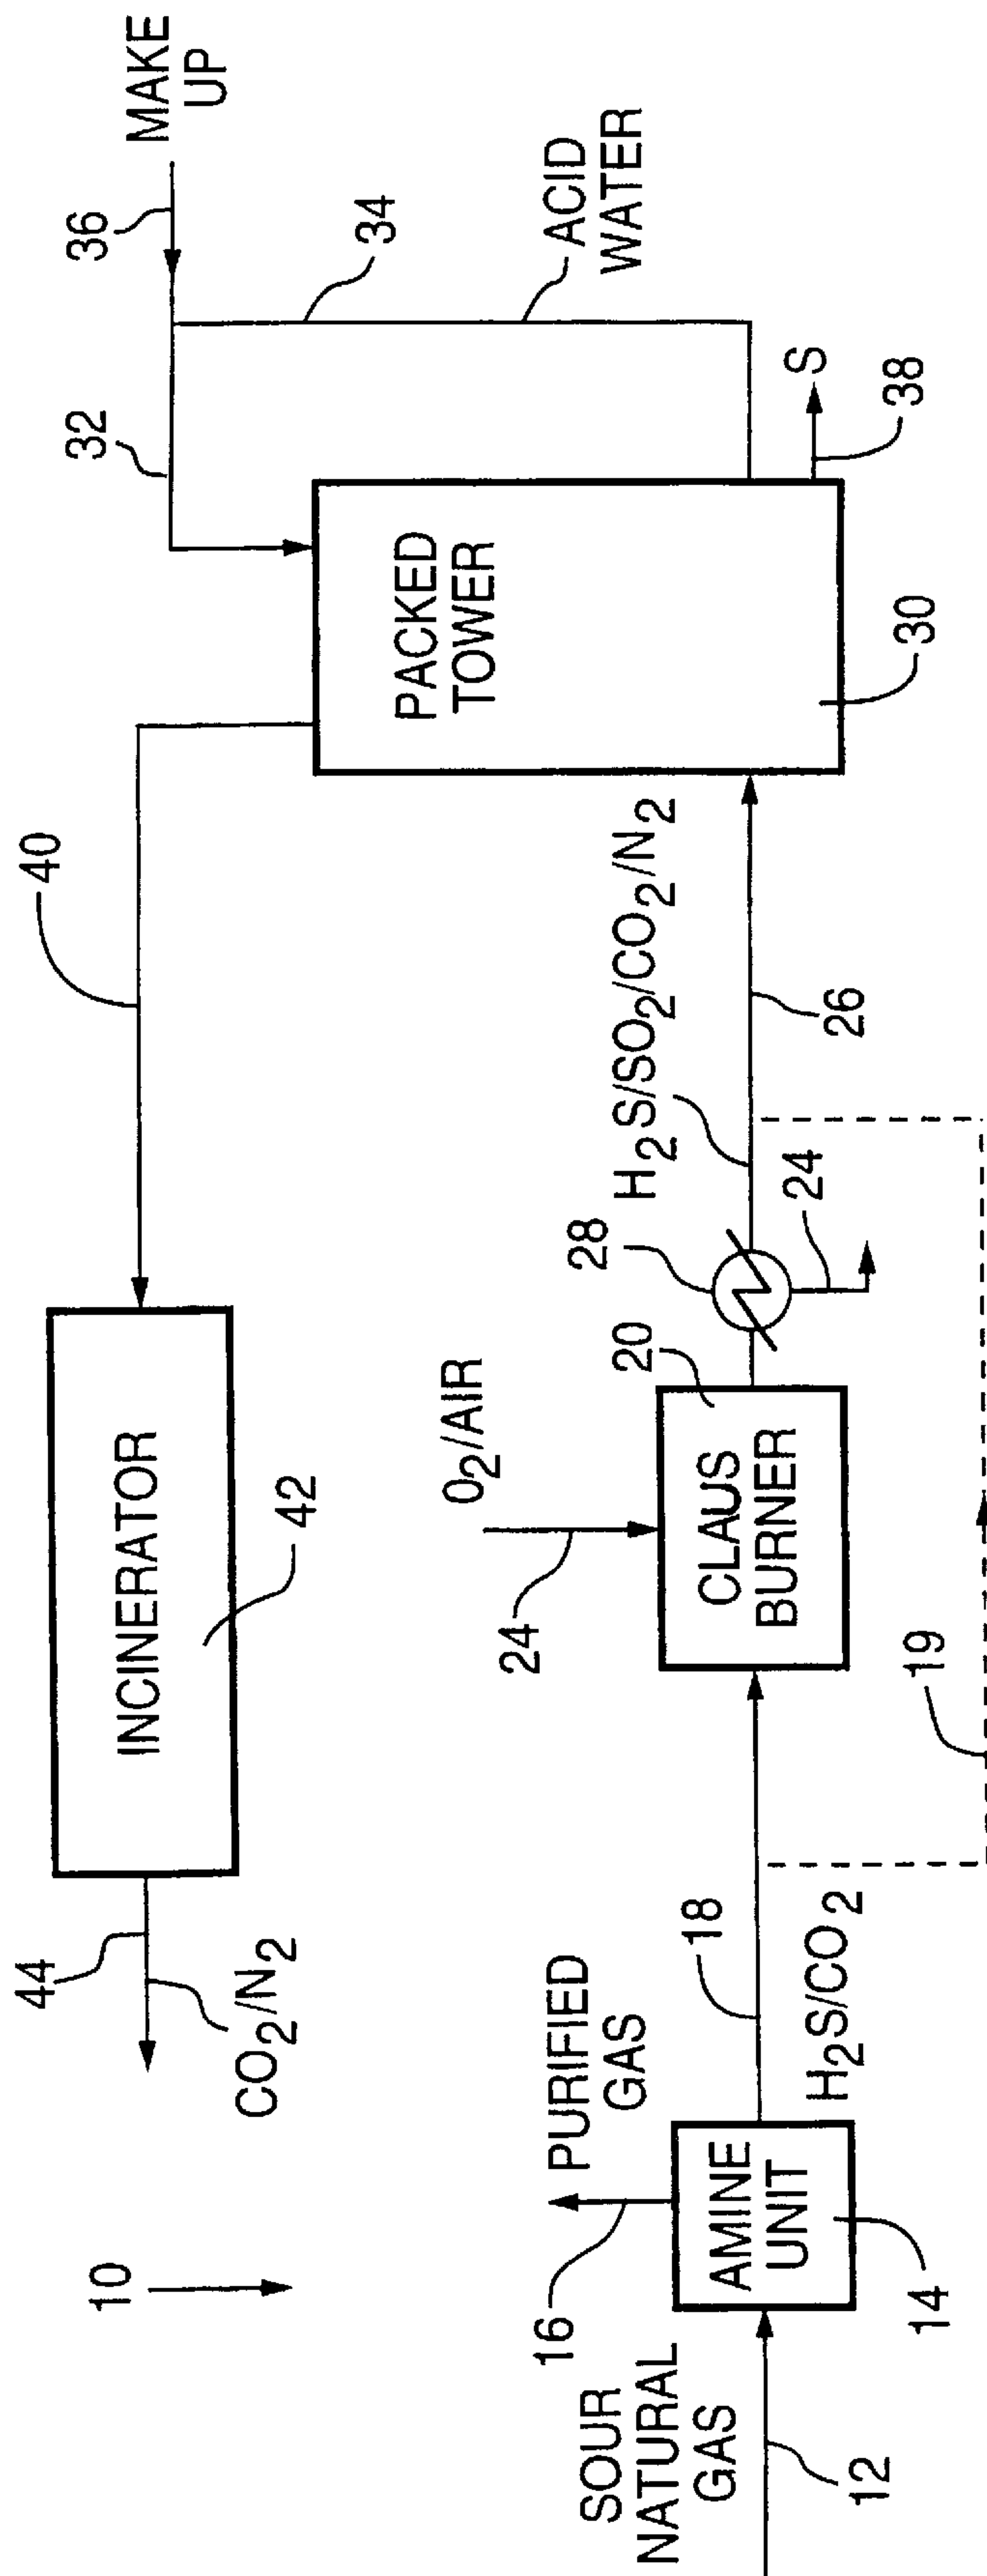 10
SOUR
NATURAL
GAS
12
AMINE
UNIT
14
16
PURIFIED
GAS
18
H2S/CO2
19
CLAUS
BURNER
20
24
O2/AIR
28
24
H2S/SO2/CO2/N2
26
PACKED
TOWER
30
32
34
36
MAKE
UP
ACID
WATER
S
38
40
INCINERATOR
42
44
CO2/N2